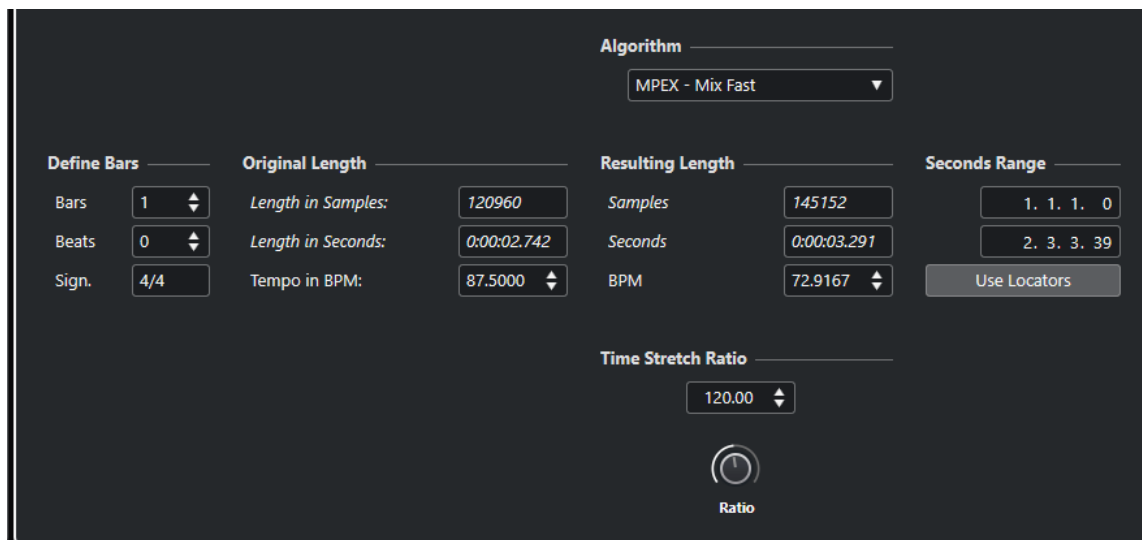 Algorithm
MPEX - Mix Fast
Define Bars Original Length Resulting Length Seconds Range
Bars 1 Length in Samples: 120960 Samples 145152 1. 1. 1. 0
Beats 0 Length in Seconds: 0:00:02.742 Seconds 0:00:03.291 2. 3. 3. 39
Sign. 4/4 Tempo in BPM: 87.5000 BPM 72.9167 Use Locators
Time Stretch Ratio
120.00
Ratio